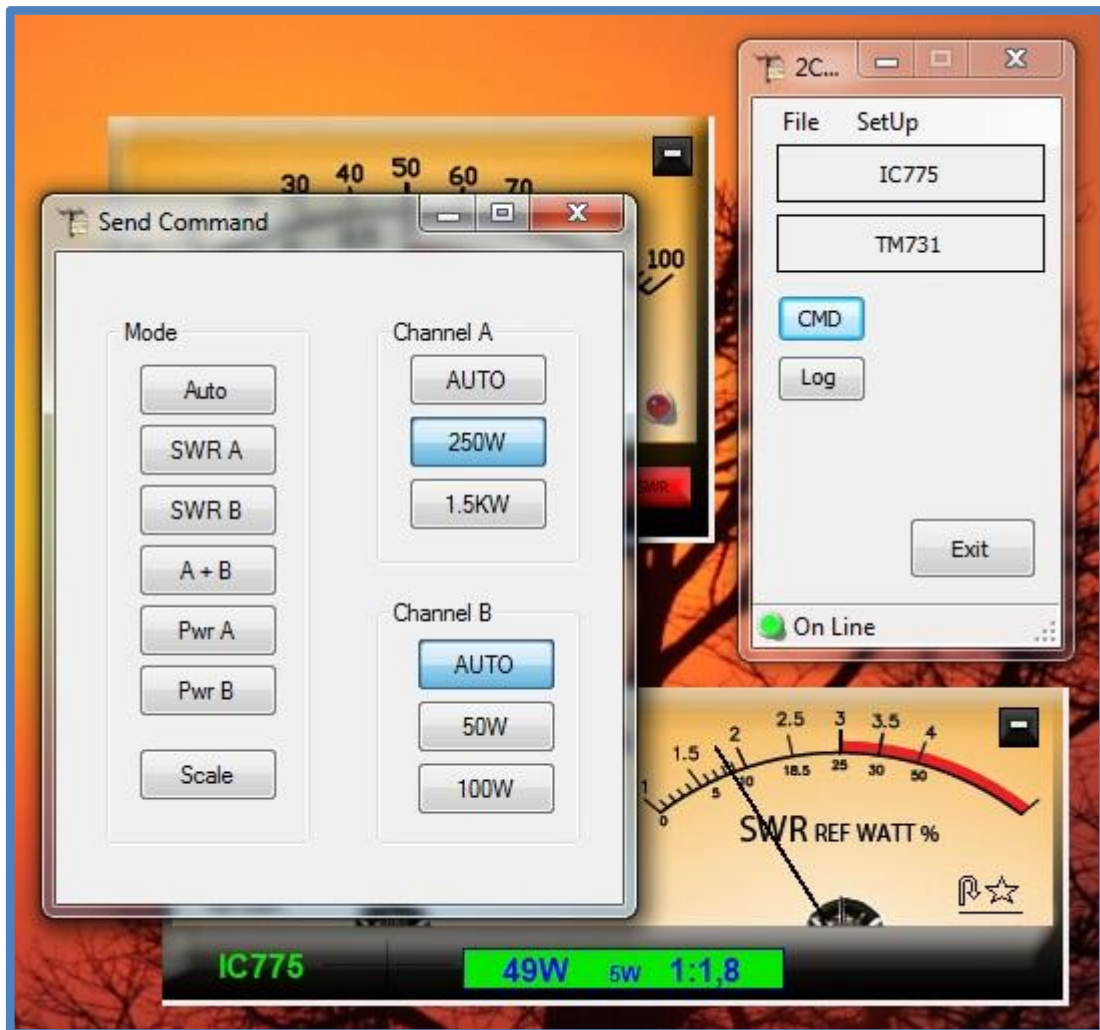 2C...
File SetUp
IC775
TM731
CMD
Log
Exit
On Line
30 40 50 60 70
100
SWR
Send Command
Mode
Auto
SWR A
SWR B
A + B
Pwr A
Pwr B
Scale
Channel A
AUTO
250W
1.5KW
Channel B
AUTO
50W
100W
1 1.5 2 2.5 3 3.5 4
0 5 10 18.5 25 30 50
SWR REF WATT %
IC775
49W 5W 1:1,8